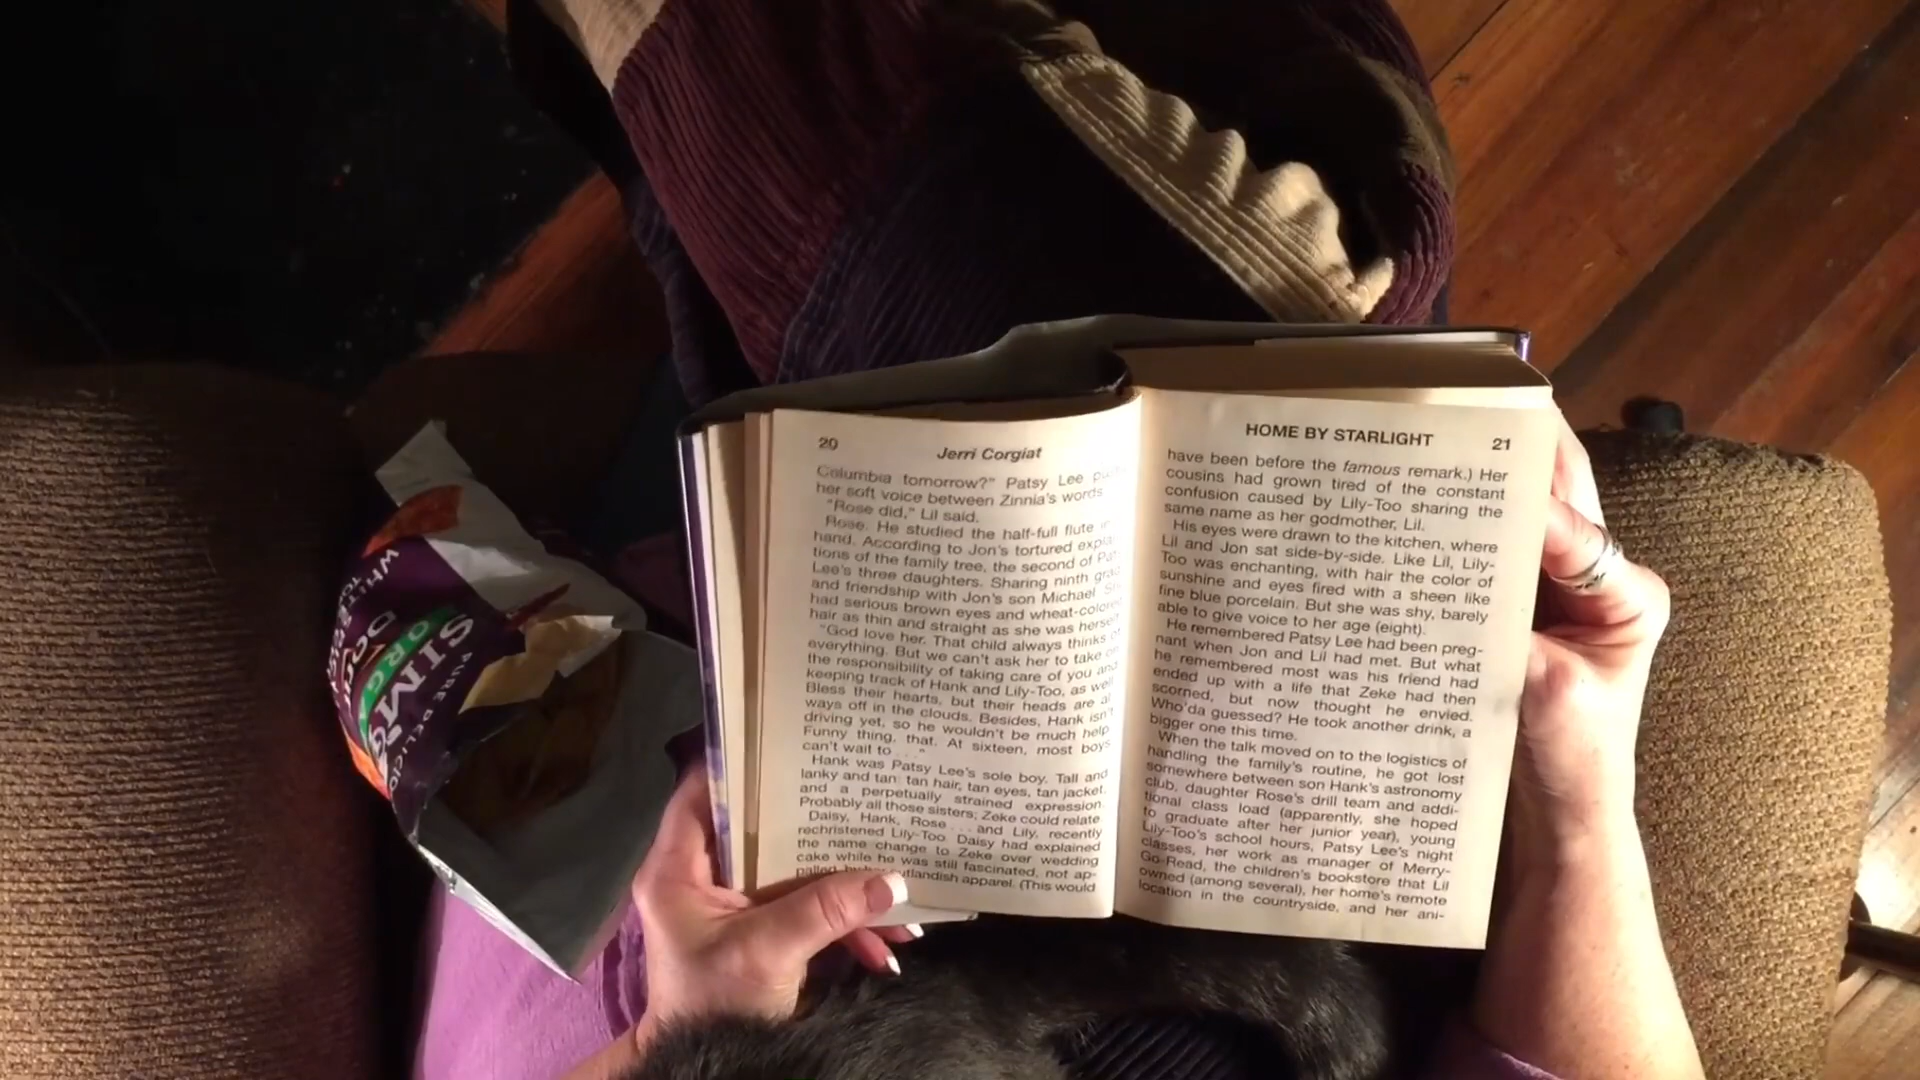 20
Jerri Corgiat
Columbia tomorrow?" Patsy Lee
her soft voice between Zinnia's words
"Rose did," Lil said.
Rose. He studied the half-full flute
hand. According to Jon's tortured expla
tions of the family tree, the second of Pat
Lee's three daughters. Sharing ninth
and friendship with Jon's son Michael
had serious brown eyes and wheat-colored
hair as thin and straight as she was herself
"God love her. That child always thinks
everything. But we can't ask her to take on
the responsibility of taking care of you and
keeping track of Hank and Lily-Too, as well
Bless their hearts, but their heads are al
ways off in the clouds. Besides, Hank isn't
driving yet, so he wouldn't be much help
Funny thing, that. At sixteen, most boys
can't wait to . . . "
Hank was Patsy Lee's sole boy. Tall and
lanky and tan: tan hair, tan eyes, tan jacket,
and a perpetually strained expression.
Probably all those sisters; Zeke could relate
Daisy, Hank, Rose . . . and Lily, recently
rechristened Lily-Too. Daisy had explained
the name change to Zeke over wedding
cake while he was still fascinated, not ap-
palled by her outlandish apparel. (This would
HOME BY STARLIGHT
21
have been before the famous remark.) Her
cousins had grown tired of the constant
confusion caused by Lily-Too sharing the
same name as her godmother, Lil.
His eyes were drawn to the kitchen, where
Lil and Jon sat side-by-side. Like Lil, Lily-
Too was enchanting, with hair the color of
sunshine and eyes fired with a sheen like
fine blue porcelain. But she was shy, barely
able to give voice to her age (eight).
He remembered Patsy Lee had been preg-
nant when Jon and Lil had met. But what
he remembered most was his friend had
ended up with a life that Zeke had then
scorned, but now thought he envied.
Who'da guessed? He took another drink, a
bigger one this time.
When the talk moved on to the logistics of
handling the family's routine, he got lost
somewhere between son Hank's astronomy
club, daughter Rose's drill team and addi-
tional class load (apparently, she hoped
to graduate after her junior year), young
Lily-Too's school hours, Patsy Lee's night
classes, her work as manager of Merry-
Go-Read, the children's bookstore that Lil
owned (among several), her home's remote
location in the countryside, and her ani-